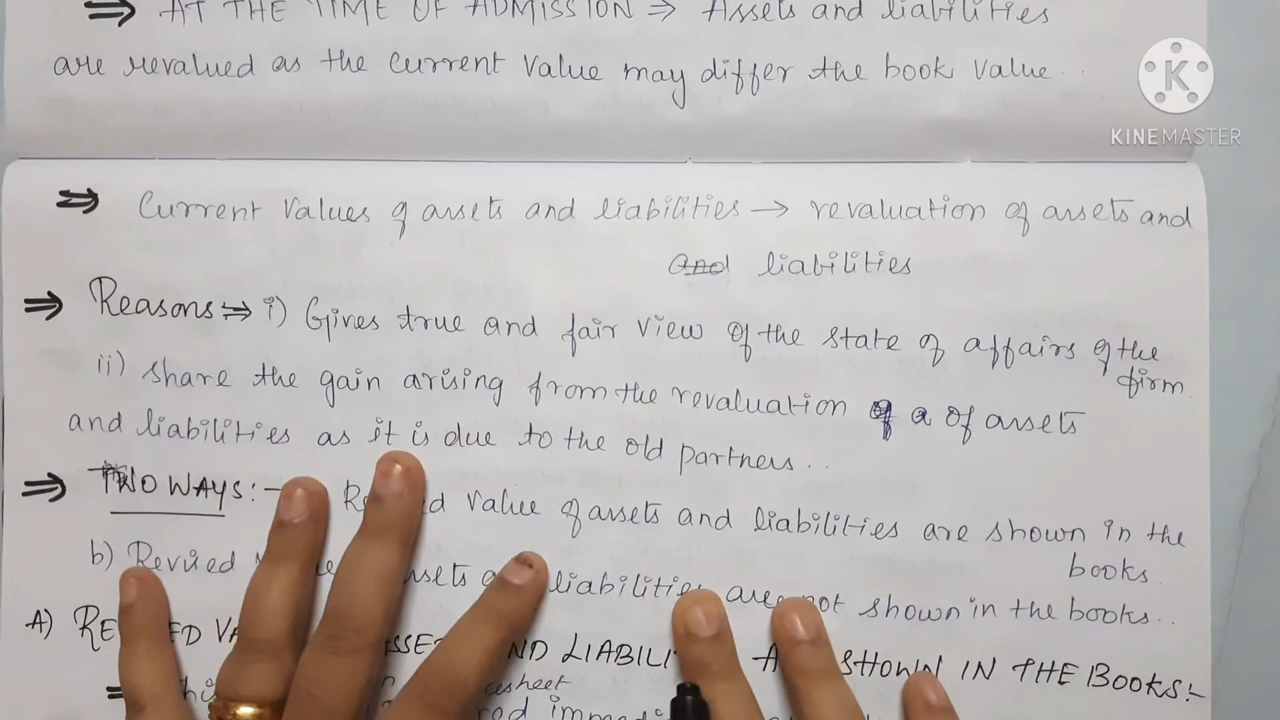 ⇒ AT THE TIME OF ADMISSION ⇒ Assets and liabilities
are revalued as the current value may differ the book value..
K
KINEMASTER
⇒ Current values of assets and liabilities → revaluation of assets and
and liabilities
⇒ Reasons ⇒ i) Gives true and fair view of the state of affairs of the
firm
ii) share the gain arising from the revaluation of a of assets
and liabilities as it is due to the old partners...
⇒ TWO WAYS:- value of assets and liabilities are shown in the
books
b) Revised liabilities are not shown in the books..
A) AND SHOWN IN THE BOOKS:-